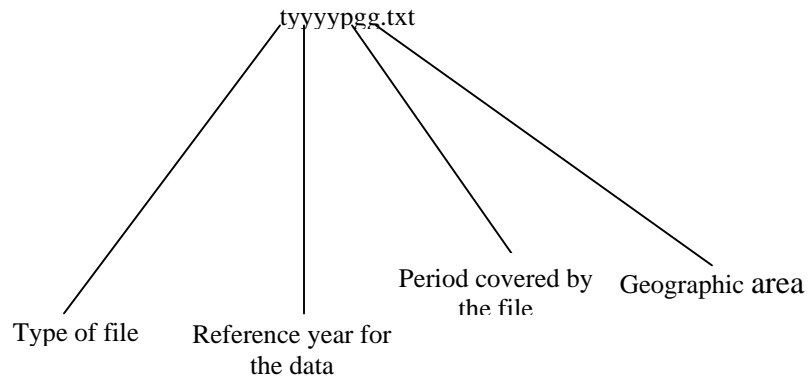 tyyyypgg.txt
Type of file
Reference year for
the data
Period covered by
the file
Geographic area